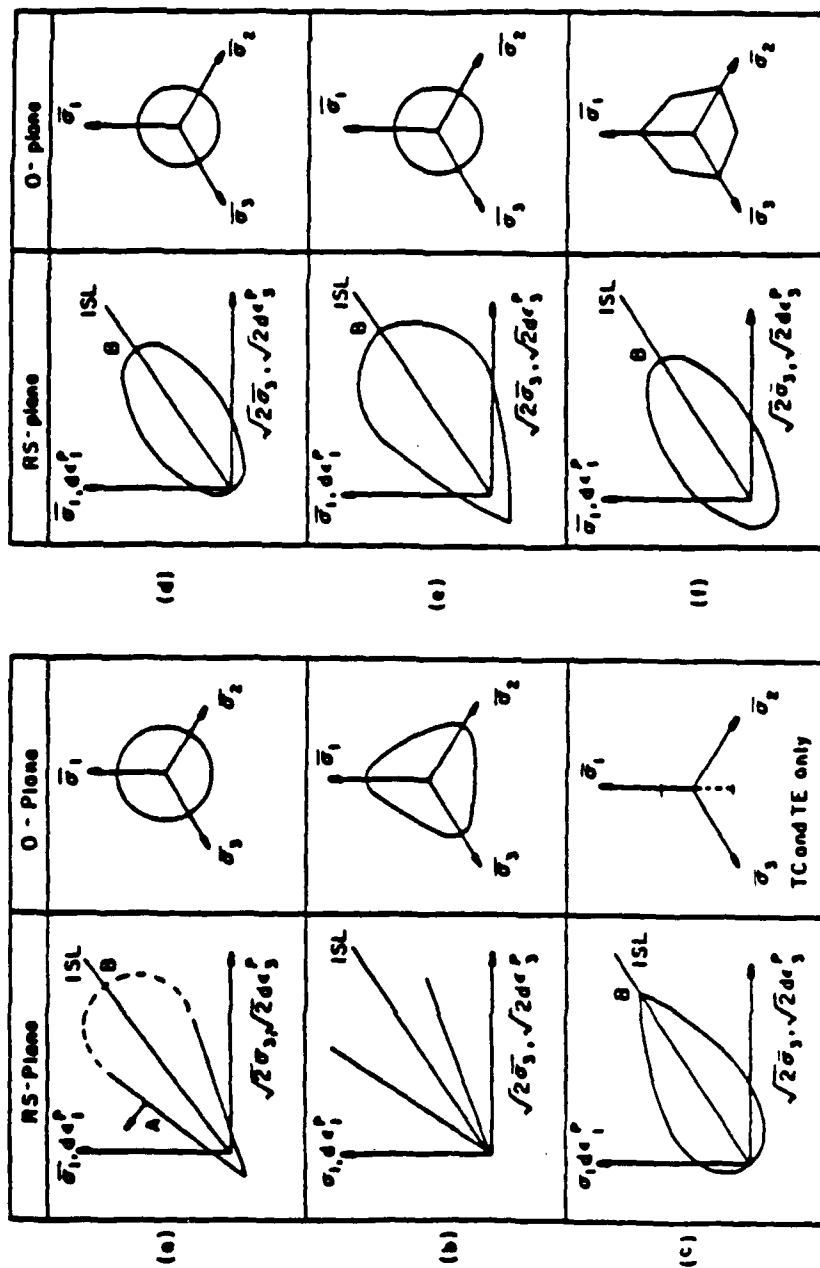 RS-Plane
O-Plane
(a)
σ̄₁, dϵ₁ᵖ
A
B
ISL
√2σ̄₃, √2dϵ₃ᵖ
σ̄₁
σ̄₂
σ̄₃
(b)
σ₁, dϵ₁ᵖ
ISL
√2σ̄₃, √2dϵ₃ᵖ
σ̄₁
σ̄₂
σ̄₃
(c)
σ₁ dϵ₁ᵖ
B
ISL
√2σ̄₃, √2dϵ₃ᵖ
σ̄₁
σ̄₂
σ̄₃
TC and TE only
RS-plane
O-plane
(d)
σ̄₁, dϵ₁ᵖ
B
ISL
√2σ̄₃, √2dϵ₃ᵖ
σ̄₁
σ̄₂
σ̄₃
(e)
σ̄₁, dϵ₁ᵖ
B
ISL
√2σ̄₃, √2dϵ₃ᵖ
σ̄₁
σ̄₂
σ̄₃
(f)
σ̄₁, dϵ₁ᵖ
B
ISL
√2σ̄₃, √2dϵ₃ᵖ
σ̄₁
σ̄₂
σ̄₃